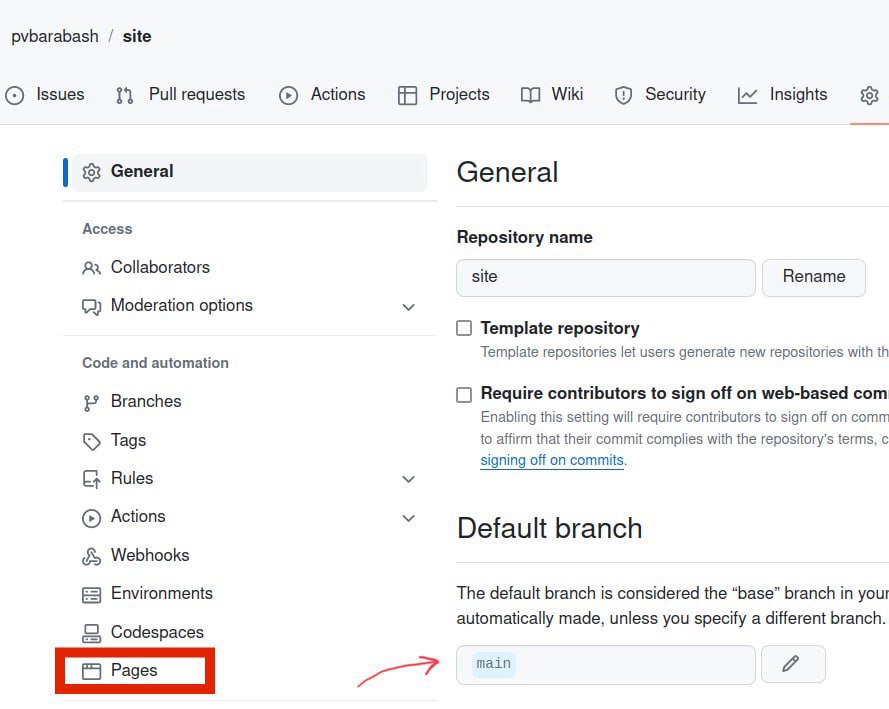 pvbarabash / site
Issues Pull requests Actions Projects Wiki Security Insights
General
Access
Collaborators
Moderation options
Code and automation
Branches
Tags
Rules
Actions
Webhooks
Environments
Codespaces
Pages
General
Repository name
site Rename
Template repository
Template repositories let users generate new repositories with th
Require contributors to sign off on web-based com
Enabling this setting will require contributors to sign off on comm
to affirm that their commit complies with the repository's terms, c
signing off on commits.
Default branch
The default branch is considered the “base” branch in your
automatically made, unless you specify a different branch.
main